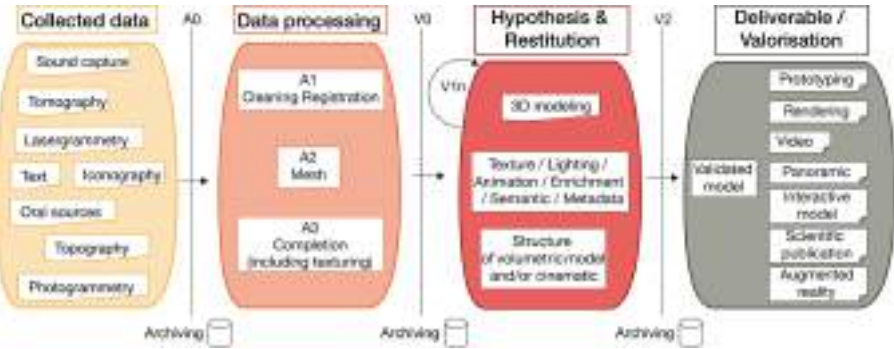 Collected data
A0
Data processing
V0
Hypothesis &
Restitution
V2
Deliverable /
Valorisation
Sound capture
Tomography
Lasergrammetry
Text
Iconography
Oral sources
Topography
Photogrammetry
A1
Cleaning Registration
A2
Mesh
A3
Completion
(including texturing)
V1n
3D modeling
Texture / Lighting /
Animation / Enrichment
/ Semantic / Metadata
Structure
of volumetric model
and/or cinematic
Validated
model
Prototyping
Rendering
Video
Panoramic
Interactive
model
Scientific
publication
Augmented
reality
Archiving
Archiving
Archiving